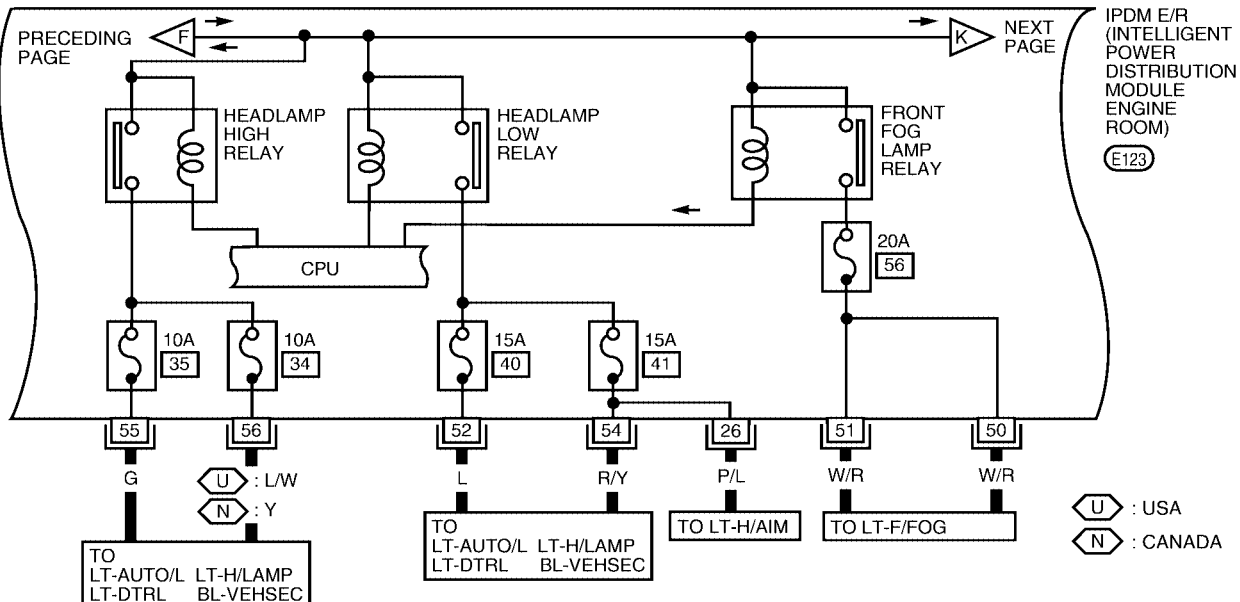 PRECEDING
PAGE
F
K
NEXT
PAGE
IPDM E/R
(INTELLIGENT
POWER
DISTRIBUTION
MODULE
ENGINE
ROOM)
E123
HEADLAMP
HIGH
RELAY
HEADLAMP
LOW
RELAY
FRONT
FOG
LAMP
RELAY
CPU
20A
56
10A
35
10A
34
15A
40
15A
41
55
56
52
54
26
51
50
G
U : L/W
N : Y
L
R/Y
P/L
W/R
W/R
TO
LT-AUTO/L LT-H/LAMP
LT-DTRL BL-VEHSEC
TO
LT-AUTO/L LT-H/LAMP
LT-DTRL BL-VEHSEC
TO LT-H/AIM
TO LT-F/FOG
U : USA
N : CANADA